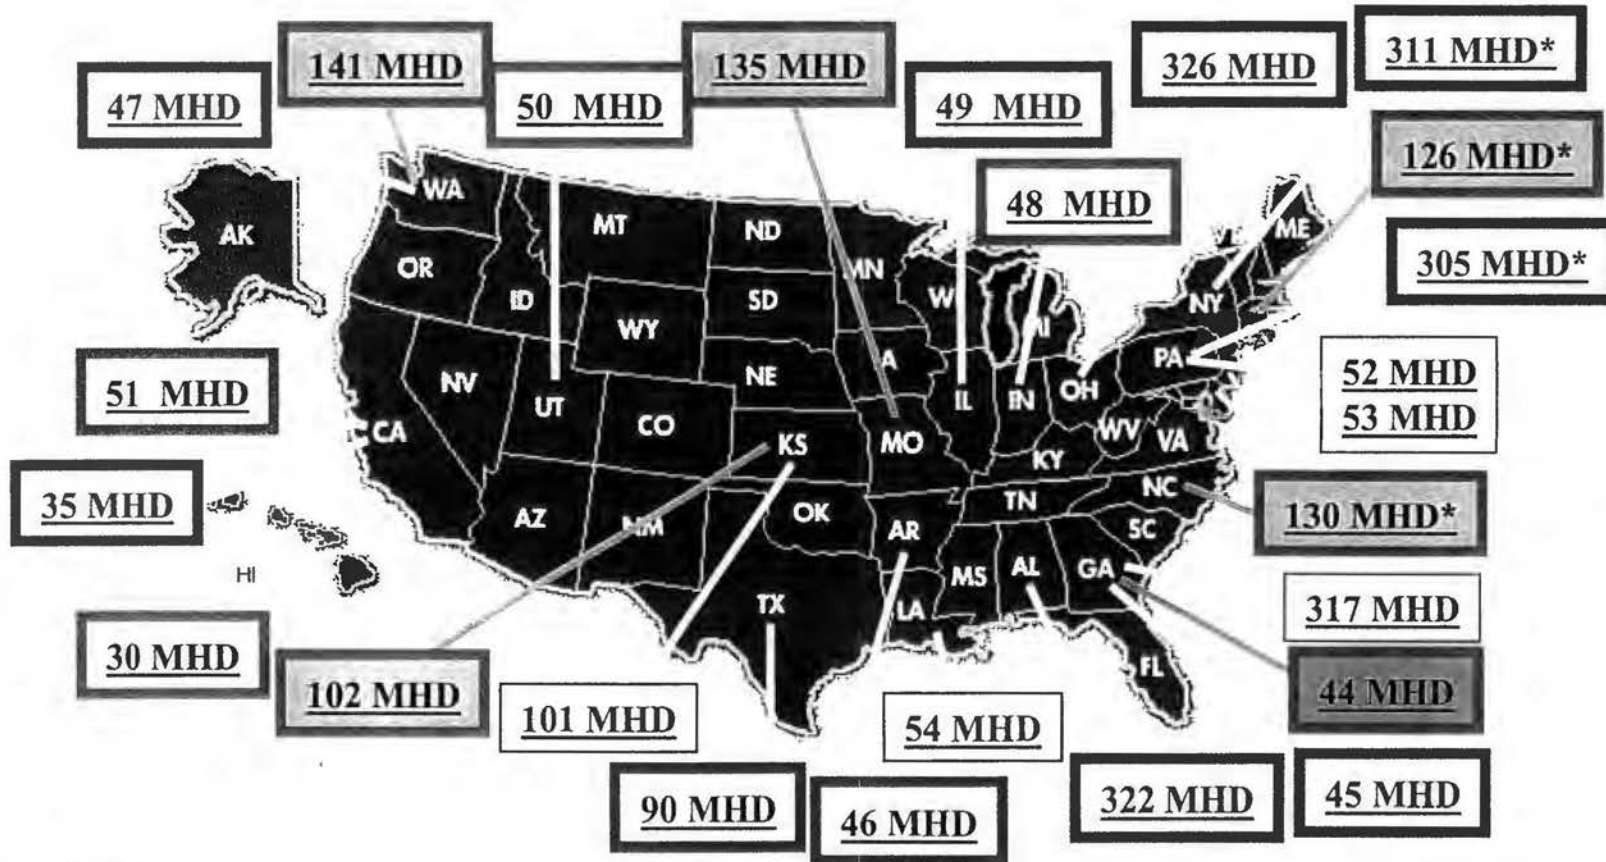 47 MHD
141 MHD
50 MHD
135 MHD
49 MHD
326 MHD
311 MHD*
48 MHD
126 MHD*
305 MHD*
51 MHD
52 MHD
53 MHD
35 MHD
130 MHD*
317 MHD
30 MHD
102 MHD
101 MHD
54 MHD
44 MHD
90 MHD
46 MHD
322 MHD
45 MHD
AK
WA
MT
ND
OR
ID
SD
WY
NE
NV
UT
CO
CA
KS
MO
AZ
NM
OK
AR
TX
LA
MS
AL
GA
FL
SC
NC
TN
KY
VA
WV
OH
IL
PA
NY
ME
HI